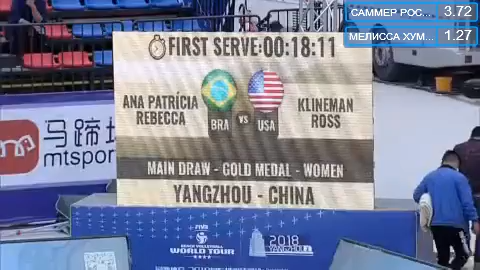 САММЕР РОС... 3.72
МЕЛИССА ХУМ... 1.27
FIRST SERVE:00:18:11
ANA PATRÍCIA
REBECCA
BRA
VS
USA
KLINEMAN
ROSS
MAIN DRAW - GOLD MEDAL - WOMEN
YANGZHOU - CHINA
马蹄
mtsport
FIVB
BEACH VOLLEYBALL
WORLD TOUR
2018
YANGZHOU